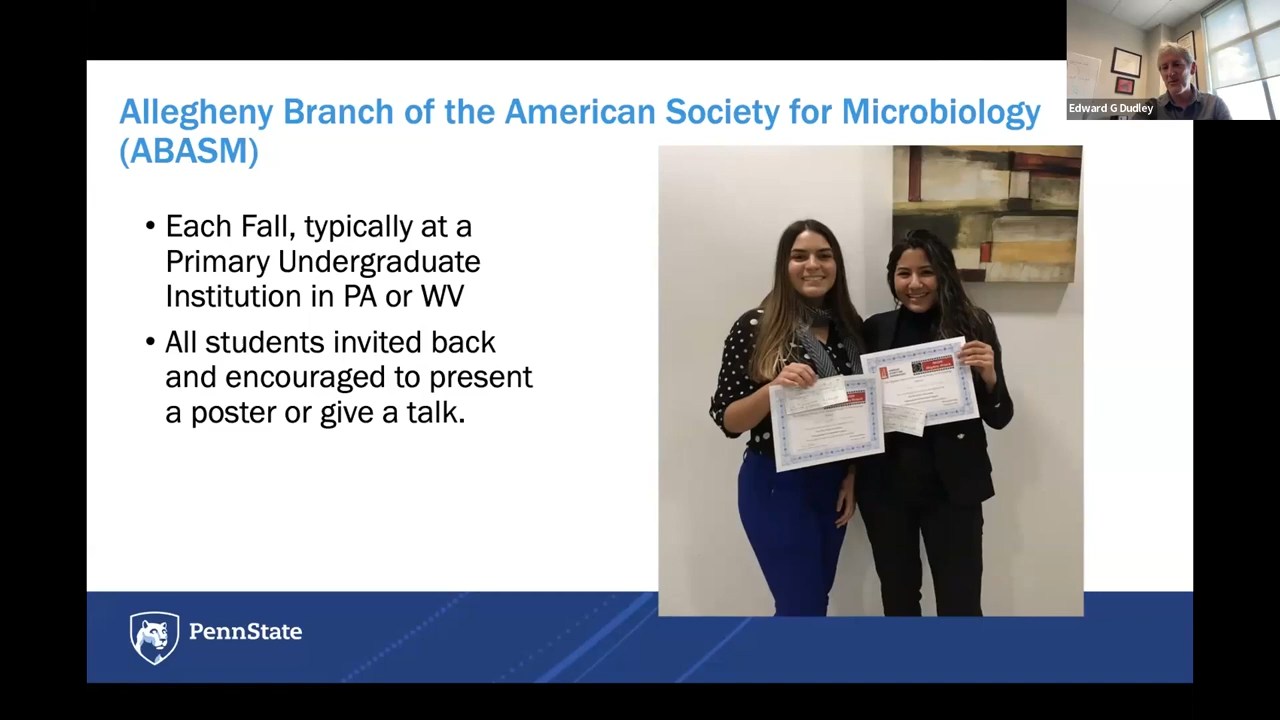 Allegheny Branch of the American Society for Microbiology
(ABASM)
Edward G Dudley
• Each Fall, typically at a
Primary Undergraduate
Institution in PA or WV
• All students invited back
and encouraged to present
a poster or give a talk.
PennState